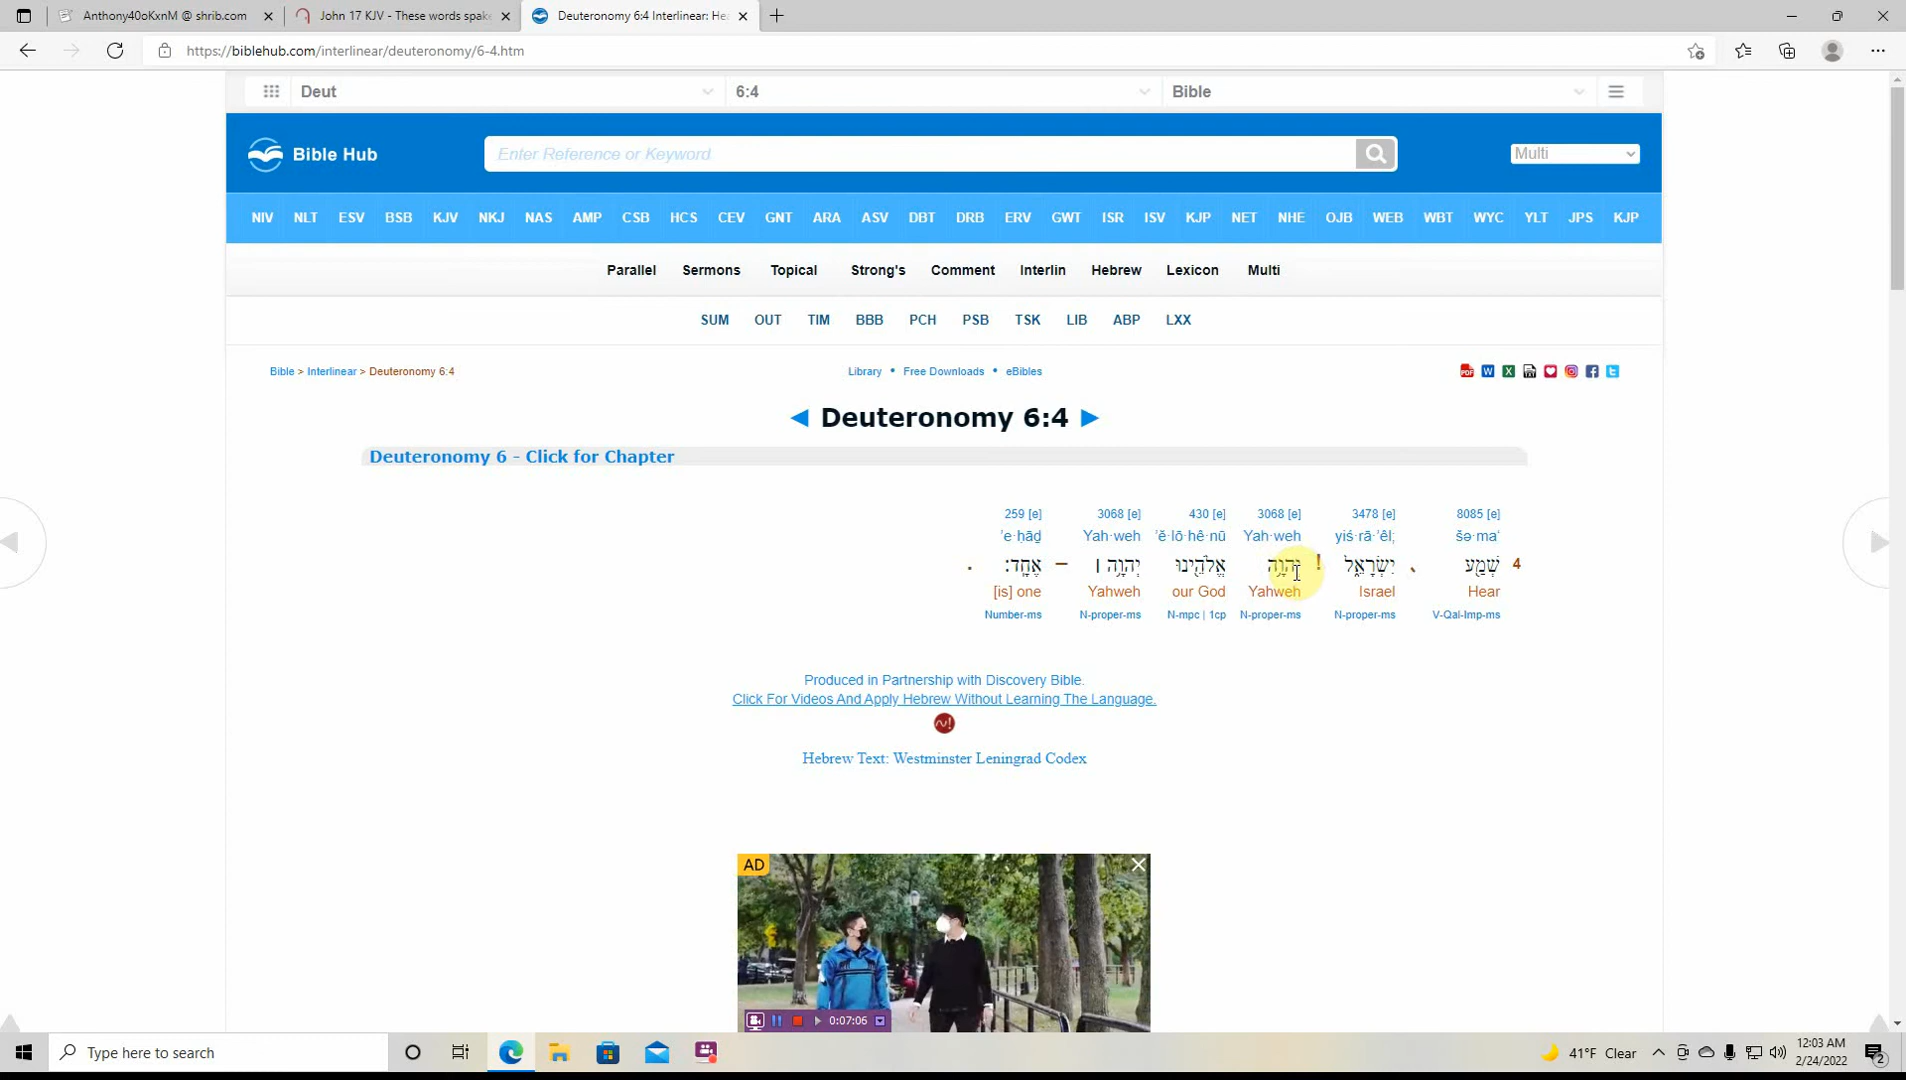 Anthony40oKxnM @ shrib.com
John 17 KJV - These words spake
Deuteronomy 6:4 Interlinear: He
https://biblehub.com/interlinear/deuteronomy/6-4.htm
Deut 6:4 Bible
Bible Hub Enter Reference or Keyword Multi
NIV NLT ESV BSB KJV NKJ NAS AMP CSB HCS CEV GNT ARA ASV DBT DRB ERV GWT ISR ISV KJP NET NHE OJB WEB WBT WYC YLT JPS KJP
Parallel Sermons Topical Strong's Comment Interlin Hebrew Lexicon Multi
SUM OUT TIM BBB PCH PSB TSK LIB ABP LXX
Bible > Interlinear > Deuteronomy 6:4 Library • Free Downloads • eBibles
◄ Deuteronomy 6:4 ►
Deuteronomy 6 - Click for Chapter
259 [e] 3068 [e] 430 [e] 3068 [e] 3478 [e] 8085 [e]
’e·ḥāḏ Yah·weh ’ĕ·lō·hê·nū Yah·weh yiś·rā·’êl; šə·ma‘
4 שְׁמַ֖ע 、 יִשְׂרָאֵ֑ל ! יְהוָ֥ה אֱלֹהֵ֖ינוּ יְהוָ֥ה ׀ – אֶחָֽד׃ .
[is] one Yahweh our God Yahweh Israel Hear
Number-ms N-proper-ms N-mpc | 1cp N-proper-ms N-proper-ms V-Qal-Imp-ms
Produced in Partnership with Discovery Bible.
Click For Videos And Apply Hebrew Without Learning The Language.
Hebrew Text: Westminster Leningrad Codex
AD
0:07:06
Type here to search
41°F Clear
12:03 AM
2/24/2022
2